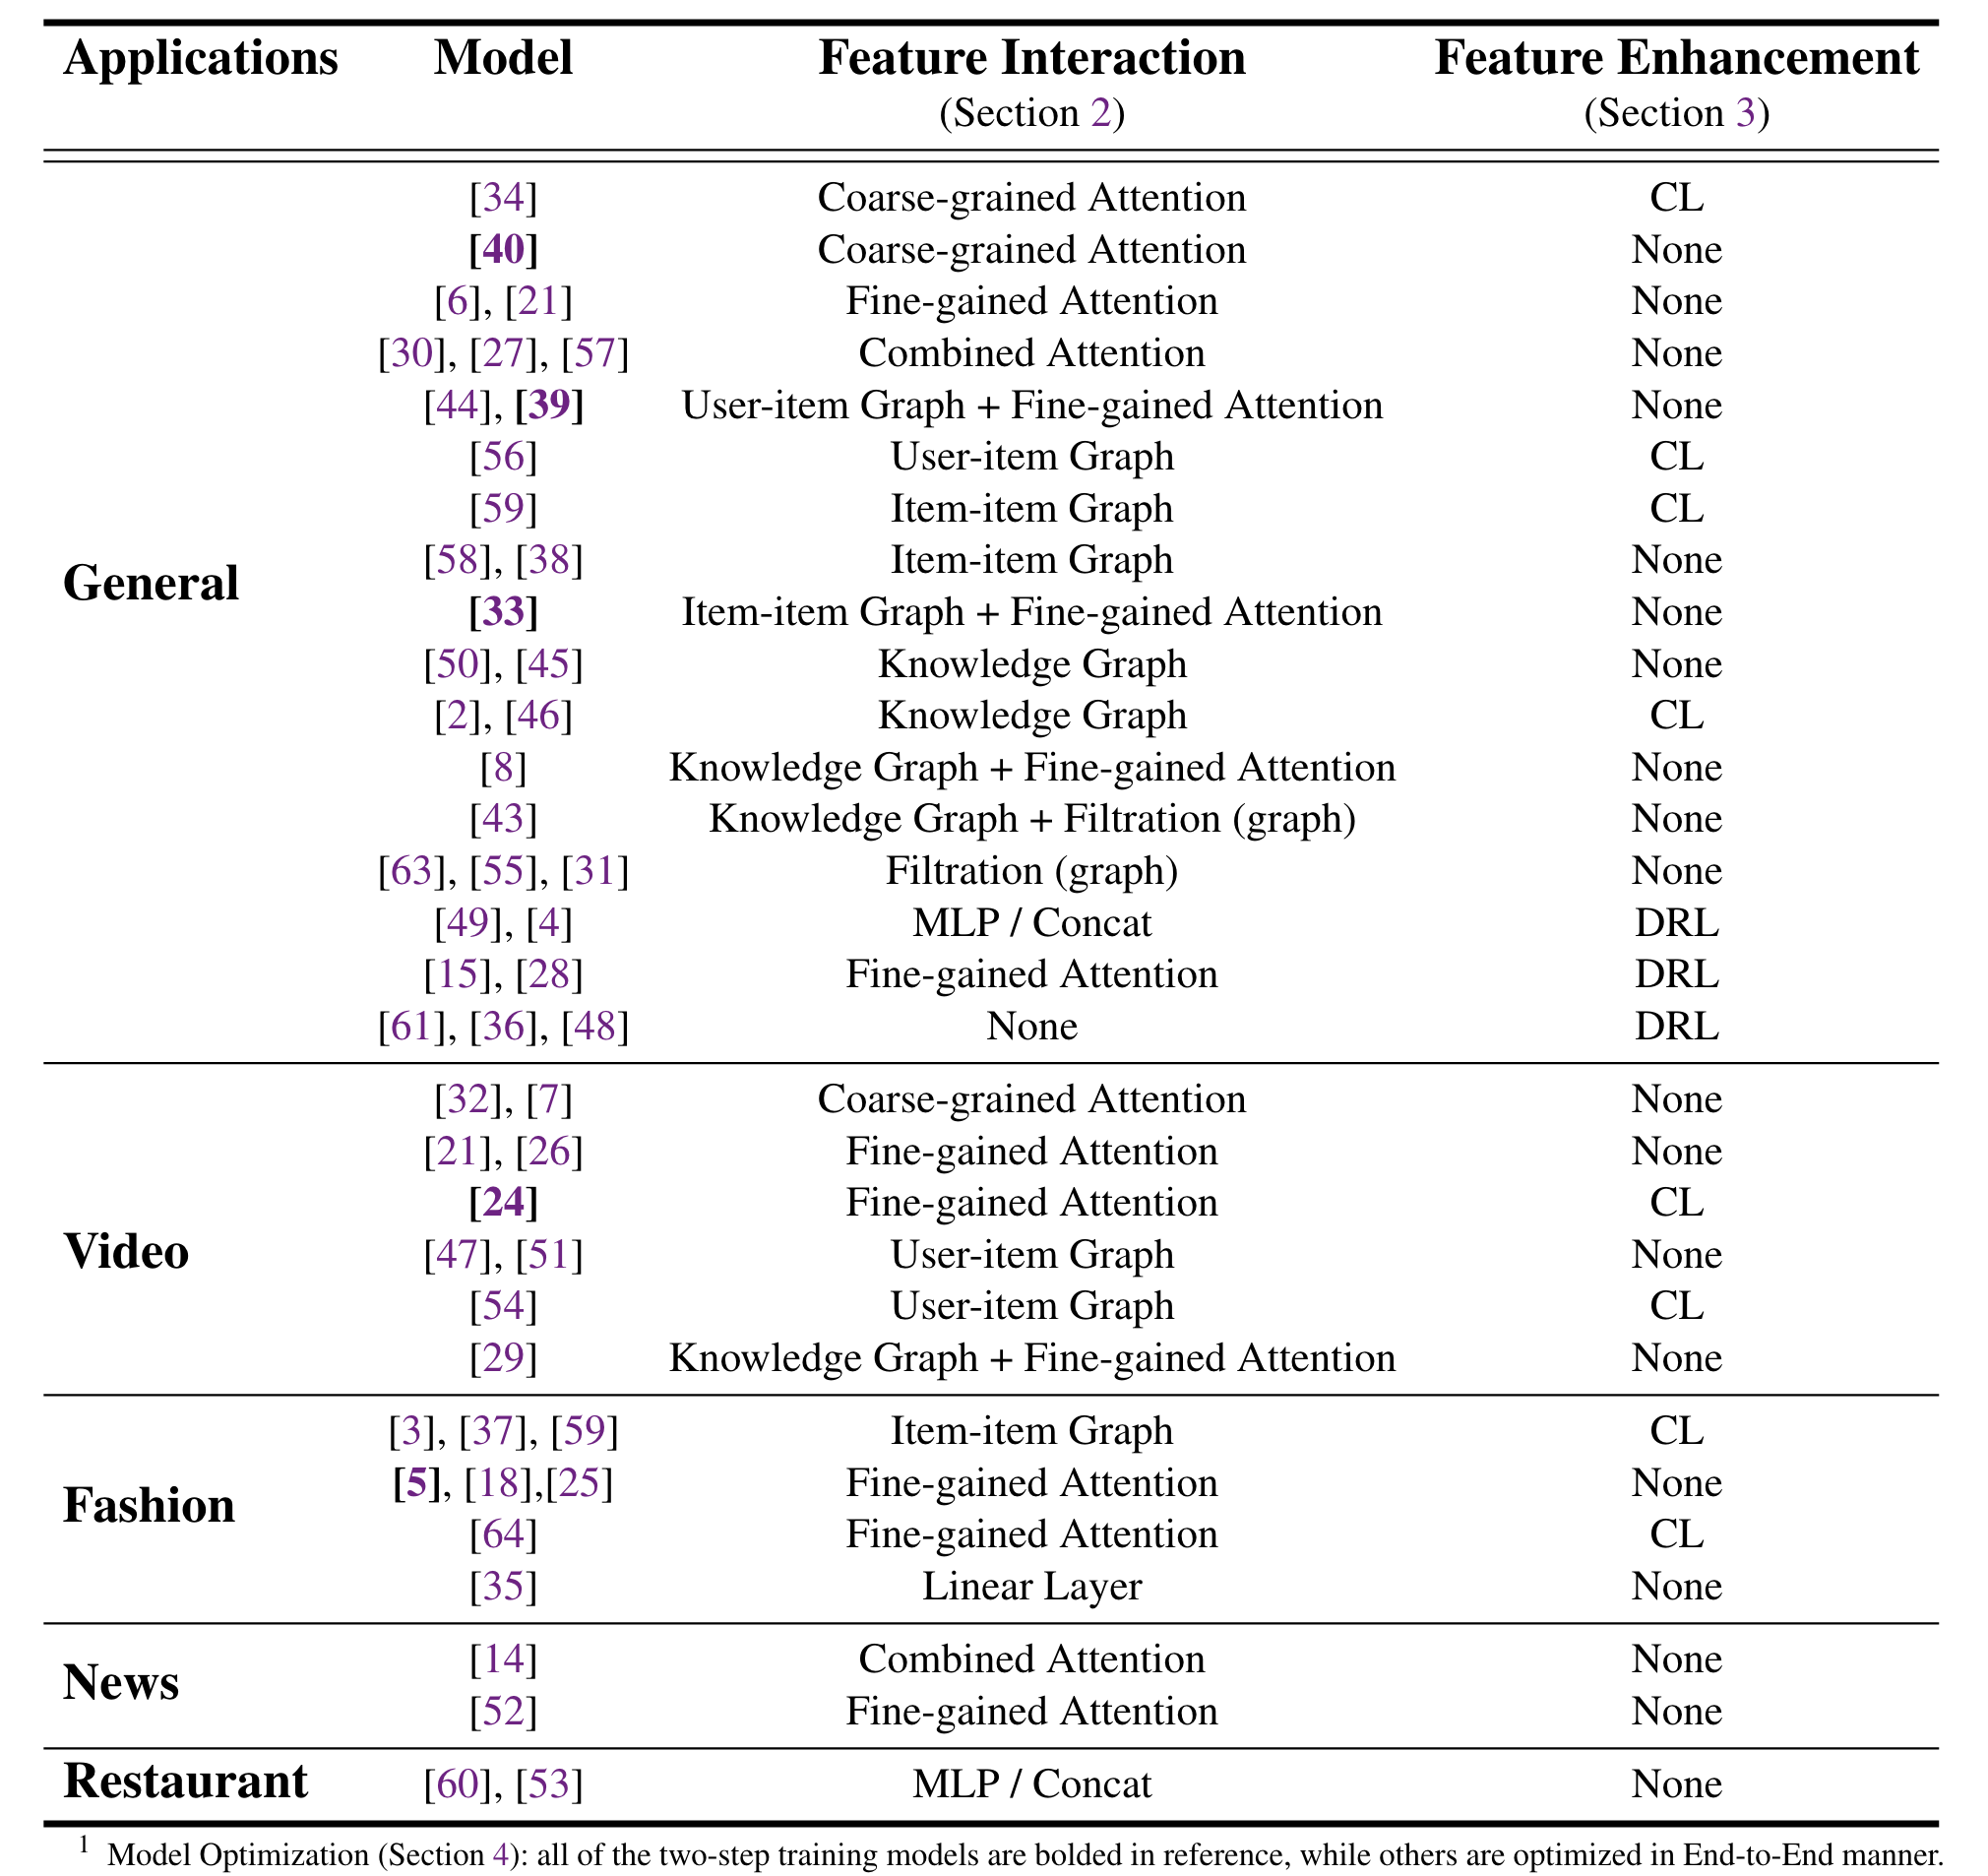 Applications Model Feature Interaction Feature Enhancement
(Section 2) (Section 3)
[34] Coarse-grained Attention CL
[40] Coarse-grained Attention None
[6], [21] Fine-gained Attention None
[30], [27], [57] Combined Attention None
[44], [39] User-item Graph + Fine-gained Attention None
[56] User-item Graph CL
[59] Item-item Graph CL
[58], [38] Item-item Graph None
General
[33] Item-item Graph + Fine-gained Attention None
[50], [45] Knowledge Graph None
[2], [46] Knowledge Graph CL
[8] Knowledge Graph + Fine-gained Attention None
[43] Knowledge Graph + Filtration (graph) None
[63], [55], [31] Filtration (graph) None
[49], [4] MLP / Concat DRL
[15], [28] Fine-gained Attention DRL
[61], [36], [48] None DRL
[32], [7] Coarse-grained Attention None
[21], [26] Fine-gained Attention None
[24] Fine-gained Attention CL
Video [47], [51] User-item Graph None
[54] User-item Graph CL
[29] Knowledge Graph + Fine-gained Attention None
[3], [37], [59] Item-item Graph CL
[5], [18],[25] Fine-gained Attention None
Fashion
[64] Fine-gained Attention CL
[35] Linear Layer None
[14] Combined Attention None
News
[52] Fine-gained Attention None
Restaurant [60], [53] MLP / Concat None
1 Model Optimization (Section 4): all of the two-step training models are bolded in reference, while others are optimized in End-to-End manner.